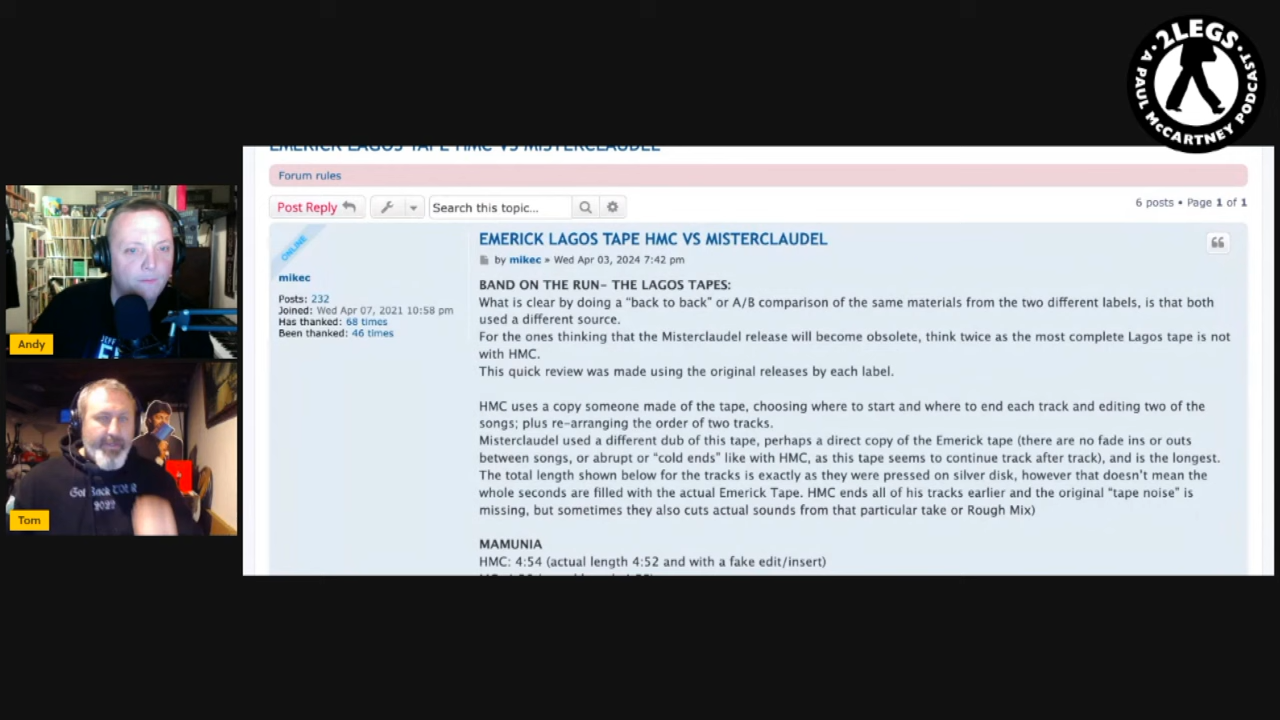 2LEGS
A PAUL McCARTNEY PODCAST
EMERICK LAGOS TAPE HMC VS MISTERCLAUDEL
Forum rules
Post Reply
Search this topic...
6 posts • Page 1 of 1
ONLINE
mikec
Posts: 232
Joined: Wed Apr 07, 2021 10:58 pm
Has thanked: 68 times
Been thanked: 46 times
EMERICK LAGOS TAPE HMC VS MISTERCLAUDEL
by mikec » Wed Apr 03, 2024 7:42 pm
BAND ON THE RUN- THE LAGOS TAPES:
What is clear by doing a "back to back" or A/B comparison of the same materials from the two different labels, is that both
used a different source.
For the ones thinking that the Misterclaudel release will become obsolete, think twice as the most complete Lagos tape is not
with HMC.
This quick review was made using the original releases by each label.
HMC uses a copy someone made of the tape, choosing where to start and where to end each track and editing two of the
songs; plus re-arranging the order of two tracks.
Misterclaudel used a different dub of this tape, perhaps a direct copy of the Emerick tape (there are no fade ins or outs
between songs, or abrupt or "cold ends" like with HMC, as this tape seems to continue track after track), and is the longest.
The total length shown below for the tracks is exactly as they were pressed on silver disk, however that doesn't mean the
whole seconds are filled with the actual Emerick Tape. HMC ends all of his tracks earlier and the original "tape noise" is
missing, but sometimes they also cuts actual sounds from that particular take or Rough Mix)
MAMUNIA
HMC: 4:54 (actual length 4:52 and with a fake edit/insert)
Andy
Got Back TOUR
2022
Tom